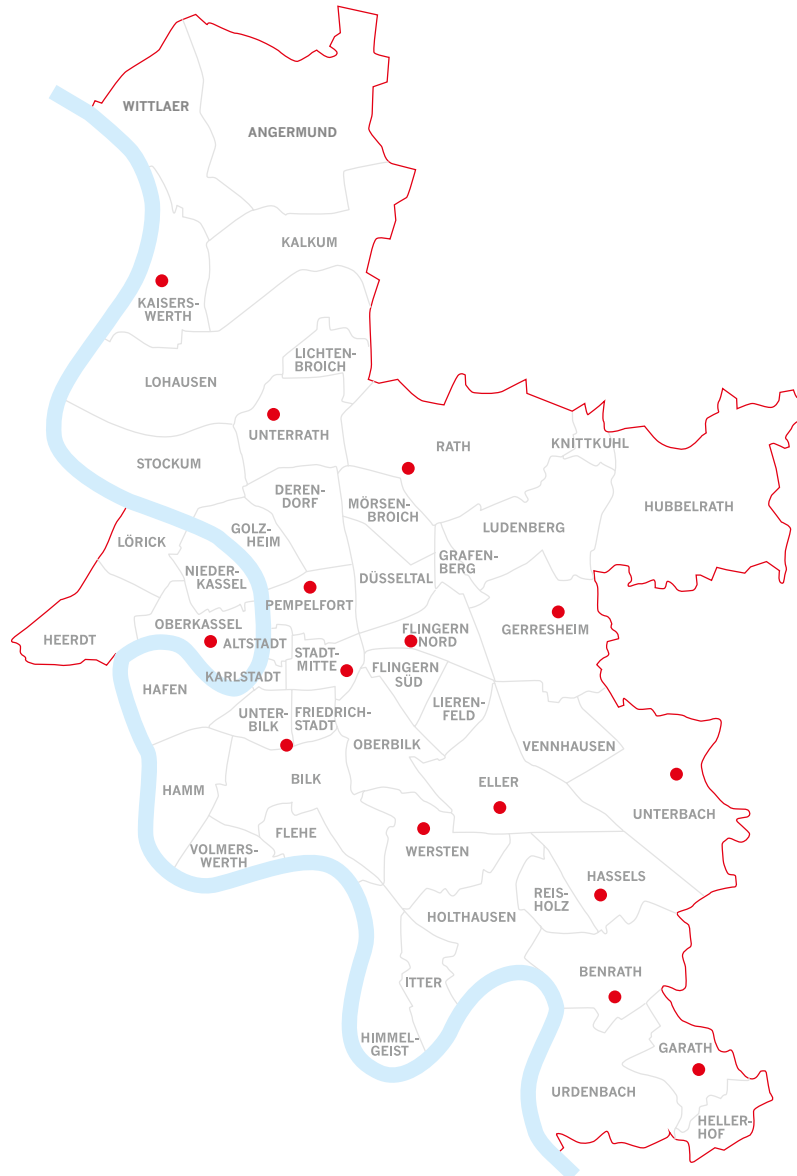 WITTLAER
ANGERMUND
KALKUM
KAISERS-
WERTH
LICHTEN-
BROICH
LOHAUSEN
UNTERRATH
RATH
KNITTKUHL
STOCKUM
DEREN-
DORF
MÖRSEN-
BROICH
HUBBELRATH
LUDENBERG
GOLZ-
HEIM
LÖRICK
GRAFEN-
BERG
NIEDER-
KASSEL
DÜSSELTAL
PEMPELFORT
OBERKASSEL
FLINGERN
NORD
GERRESHEIM
HEERDT
ALTSTADT
STADT-
MITTE
KARLSTADT
FLINGERN
SÜD
HAFEN
LIEREN-
FELD
UNTER-
BILK
FRIEDRICH-
STADT
OBERBILK
VENNHAUSEN
BILK
ELLER
HAMM
UNTERBACH
FLEHE
VOLMERS-
WERTH
WERSTEN
HASSELS
REIS-
HOLZ
HOLTHAUSEN
BENRATH
ITTER
HIMMEL-
GEIST
GARATH
URDENBACH
HELLER-
HOF